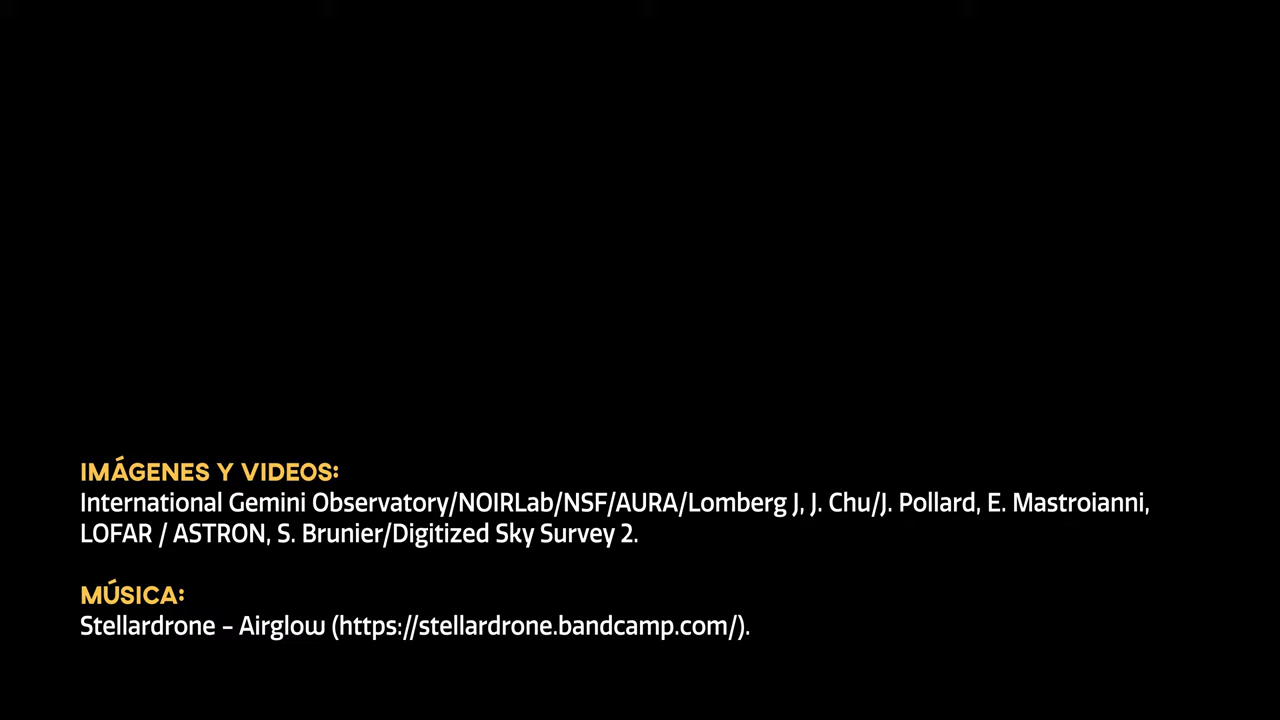 IMÁGENES Y VIDEOS:
International Gemini Observatory/NOIRLab/NSF/AURA/Lomberg J, J. Chu/J. Pollard, E. Mastroianni,
LOFAR / ASTRON, S. Brunier/Digitized Sky Survey 2.
MÚSICA:
Stellardrone – Airglow (https://stellardrone.bandcamp.com/).